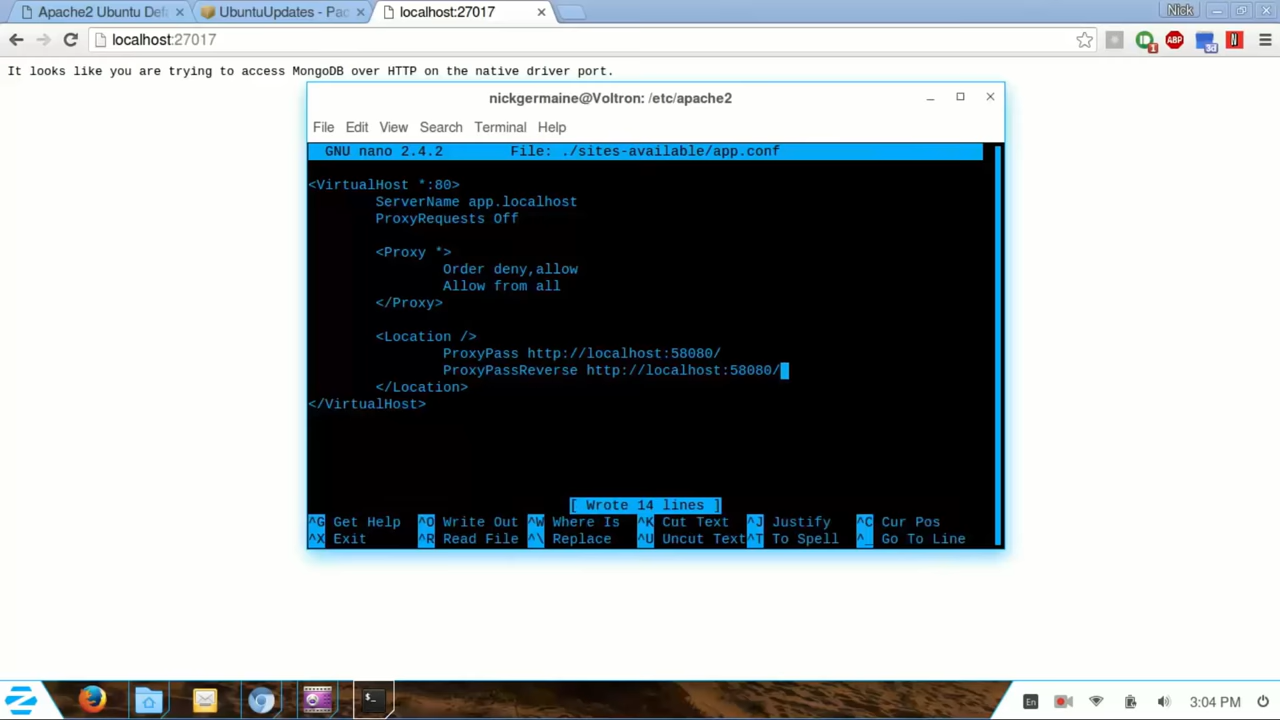 Apache2 Ubuntu Def
UbuntuUpdates - Pac
localhost:27017
Nick
localhost:27017
1
ABP
3d
N
It looks like you are trying to access MongoDB over HTTP on the native driver port.
nickgermaine@Voltron: /etc/apache2
File Edit View Search Terminal Help
GNU nano 2.4.2 File: ./sites-available/app.conf
<VirtualHost *:80>
ServerName app.localhost
ProxyRequests Off
<Proxy *>
Order deny,allow
Allow from all
</Proxy>
<Location />
ProxyPass http://localhost:58080/
ProxyPassReverse http://localhost:58080/
</Location>
</VirtualHost>
[ Wrote 14 lines ]
^G Get Help ^O Write Out ^W Where Is ^K Cut Text ^J Justify ^C Cur Pos
^X Exit ^R Read File ^\ Replace ^U Uncut Text ^T To Spell ^_ Go To Line
$_
En
3:04 PM